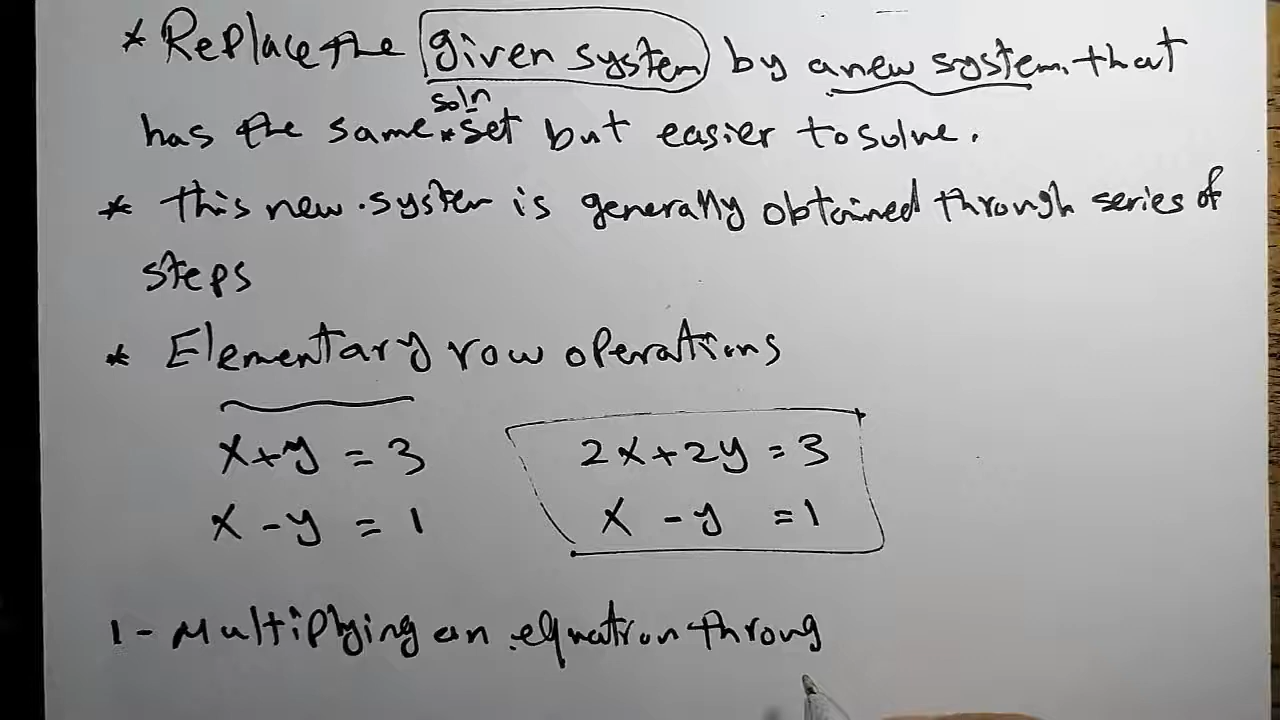 * Replace the given system by a new system that
soln
has the same * set but easier to solve.
* this new system is generally obtained through series of
steps
* Elementary row operations
x+y = 3 2x+2y = 3
x - y = 1 x - y = 1
1 - Multiplying an equation throug